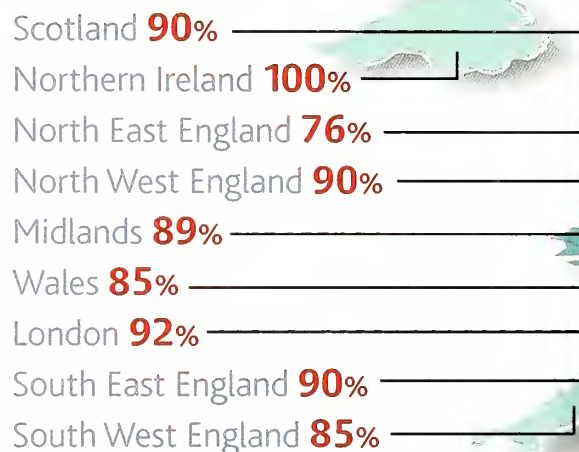 Scotland 90%
Northern Ireland 100%
North East England 76%
North West England 90%
Midlands 89%
Wales 85%
London 92%
South East England 90%
South West England 85%